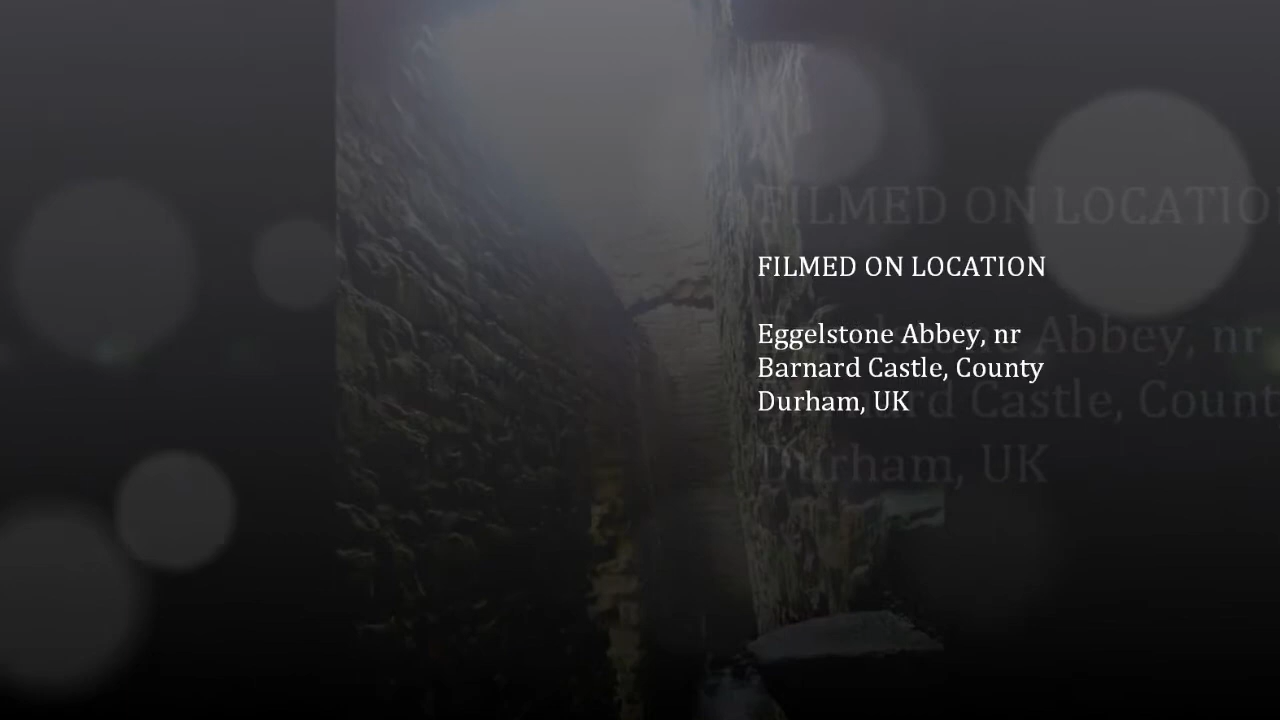 FILMED ON LOCATION
Eggelstone Abbey, nr
Barnard Castle, County
Durham, UK